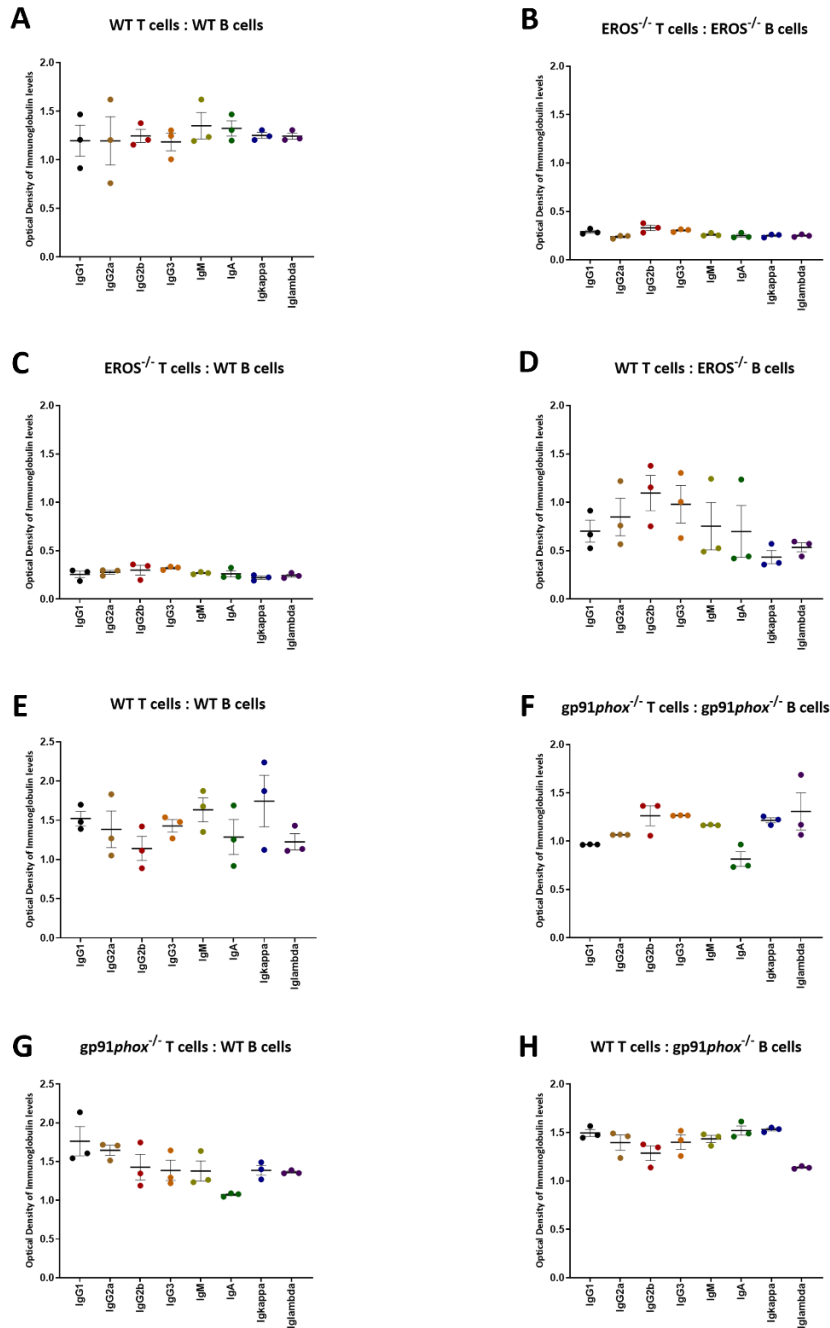 A
WT T cells : WT B cells
Optical Density of Immunoglobulin levels
2.0
1.5
1.0
0.5
0.0
IgG1
IgG2a
IgG2b
IgG3
IgM
IgA
Igkappa
Iglambda
B
EROS-/- T cells : EROS-/- B cells
Optical Density of Immunoglobulin levels
2.0
1.5
1.0
0.5
0.0
IgG1
IgG2a
IgG2b
IgG3
IgM
IgA
Igkappa
Iglambda
C
EROS-/- T cells : WT B cells
Optical Density of Immunoglobulin levels
2.0
1.5
1.0
0.5
0.0
IgG1
IgG2a
IgG2b
IgG3
IgM
IgA
Igkappa
Iglambda
D
WT T cells : EROS-/- B cells
Optical Density of Immunoglobulin levels
2.0
1.5
1.0
0.5
0.0
IgG1
IgG2a
IgG2b
IgG3
IgM
IgA
Igkappa
Iglambda
E
WT T cells : WT B cells
Optical Density of Immunoglobulin levels
2.5
2.0
1.5
1.0
0.5
0.0
IgG1
IgG2a
IgG2b
IgG3
IgM
IgA
Igkappa
Iglambda
F
gp91phox-/- T cells : gp91phox-/- B cells
Optical Density of Immunoglobulin levels
2.0
1.5
1.0
0.5
0.0
IgG1
IgG2a
IgG2b
IgG3
IgM
IgA
Igkappa
Iglambda
G
gp91phox-/- T cells : WT B cells
Optical Density of Immunoglobulin levels
2.5
2.0
1.5
1.0
0.5
0.0
IgG1
IgG2a
IgG2b
IgG3
IgM
IgA
Igkappa
Iglambda
H
WT T cells : gp91phox-/- B cells
Optical Density of Immunoglobulin levels
2.0
1.5
1.0
0.5
0.0
IgG1
IgG2a
IgG2b
IgG3
IgM
IgA
Igkappa
Iglambda